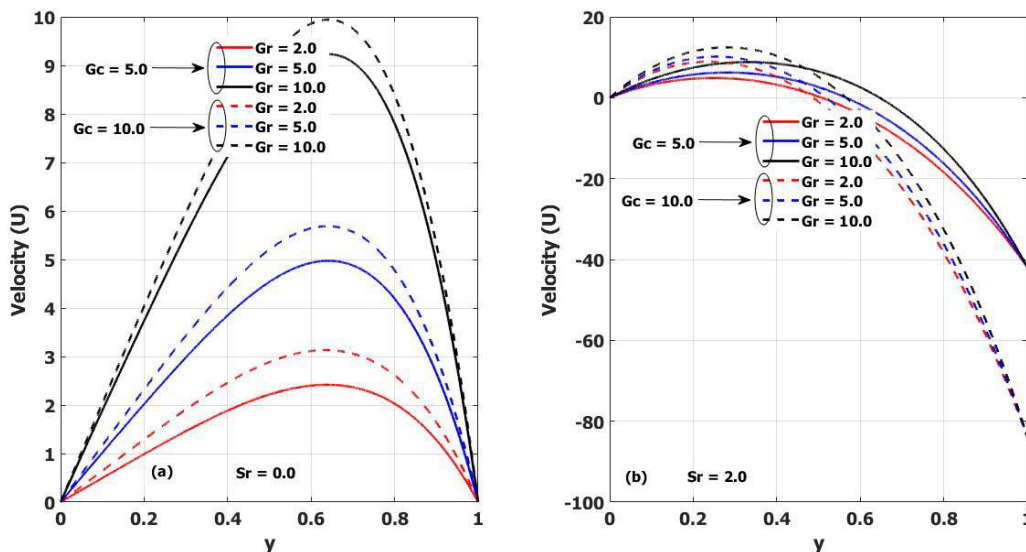 10
9
8
7
6
5
4
3
2
1
0
Velocity (U)
Gr = 2.0
Gc = 5.0
Gr = 5.0
Gr = 10.0
Gr = 2.0
Gc = 10.0
Gr = 5.0
Gr = 10.0
(a) Sr = 0.0
0 0.2 0.4 0.6 0.8 1
y
20
0
-20
-40
-60
-80
-100
Velocity (U)
Gr = 2.0
Gc = 5.0
Gr = 5.0
Gr = 10.0
Gr = 2.0
Gc = 10.0
Gr = 5.0
Gr = 10.0
(b) Sr = 2.0
0 0.2 0.4 0.6 0.8 1
y